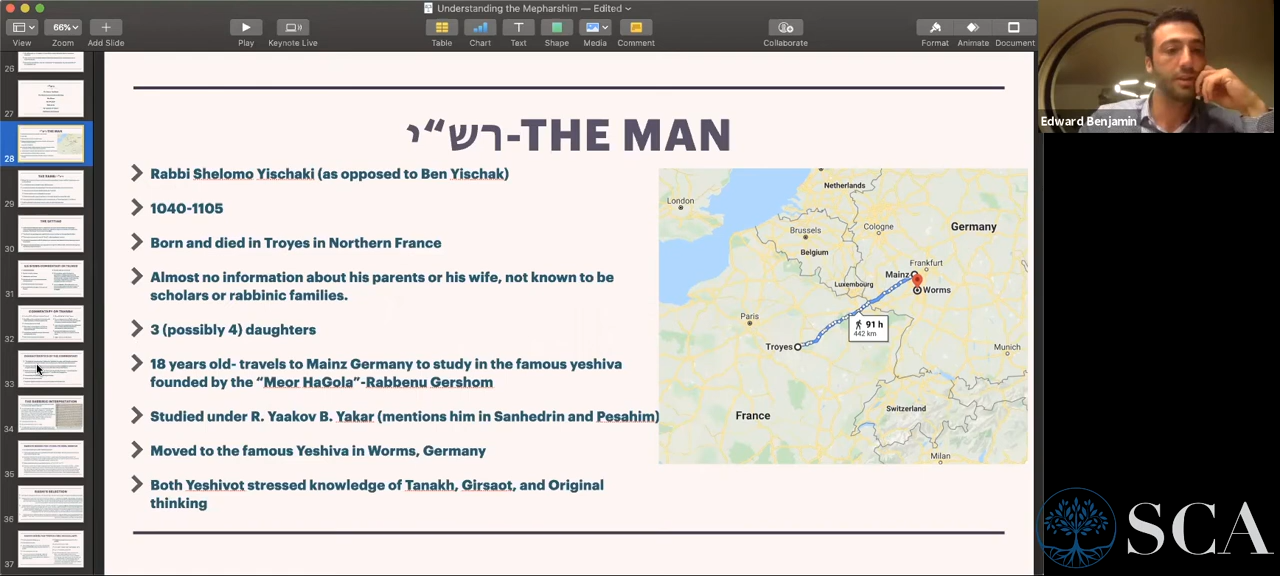 Understanding the Mepharshim — Edited
66%
View
Zoom
Add Slide
Play
Keynote Live
Table
Chart
Text
Shape
Media
Comment
Collaborate
Format
Animate
Document
26
27
28
29
30
31
32
33
34
35
36
37
THE MAN
THE SETTING
רש״י-THE MAN
Rabbi Shelomo Yischaki (as opposed to Ben Yischak)
1040-1105
Born and died in Troyes in Northern France
Almost no information about his parents or him. Not known to be
scholars or rabbinic families.
3 (possibly 4) daughters
18 years old- travels to Mainz Germany to study in the famous yeshiva
founded by the “Meor HaGola”-Rabbenu Gershom
Studied under R. Yaakov b. Yakar (mentions him in Sanhedrin and Pesahim)
Moved to the famous Yeshiva in Worms, Germany
Both Yeshivot stressed knowledge of Tanakh, Girsaot, and Original
thinking
Netherlands
London
Brussels
Cologne
Germany
Belgium
Frankfurt
Mainz
Luxembourg
Worms
Paris
91 h
442 km
Troyes
Munich
Switzerland
France
Milan
Edward Benjamin
SCA